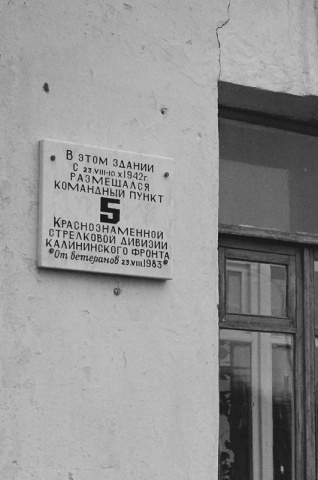 В ЭТОМ ЗДАНИИ
С 23.VIII-10.X 1942г.
РАЗМЕЩАЛСЯ
КОМАНДНЫЙ ПУНКТ
5
КРАСНОЗНАМЕННОЙ
СТРЕЛКОВОЙ ДИВИЗИИ
КАЛИНИНСКОГО ФРОНТА
От ветеранов 23.VIII.1983